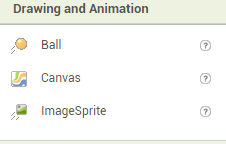 Drawing and Animation
Ball ?
Canvas ?
ImageSprite ?